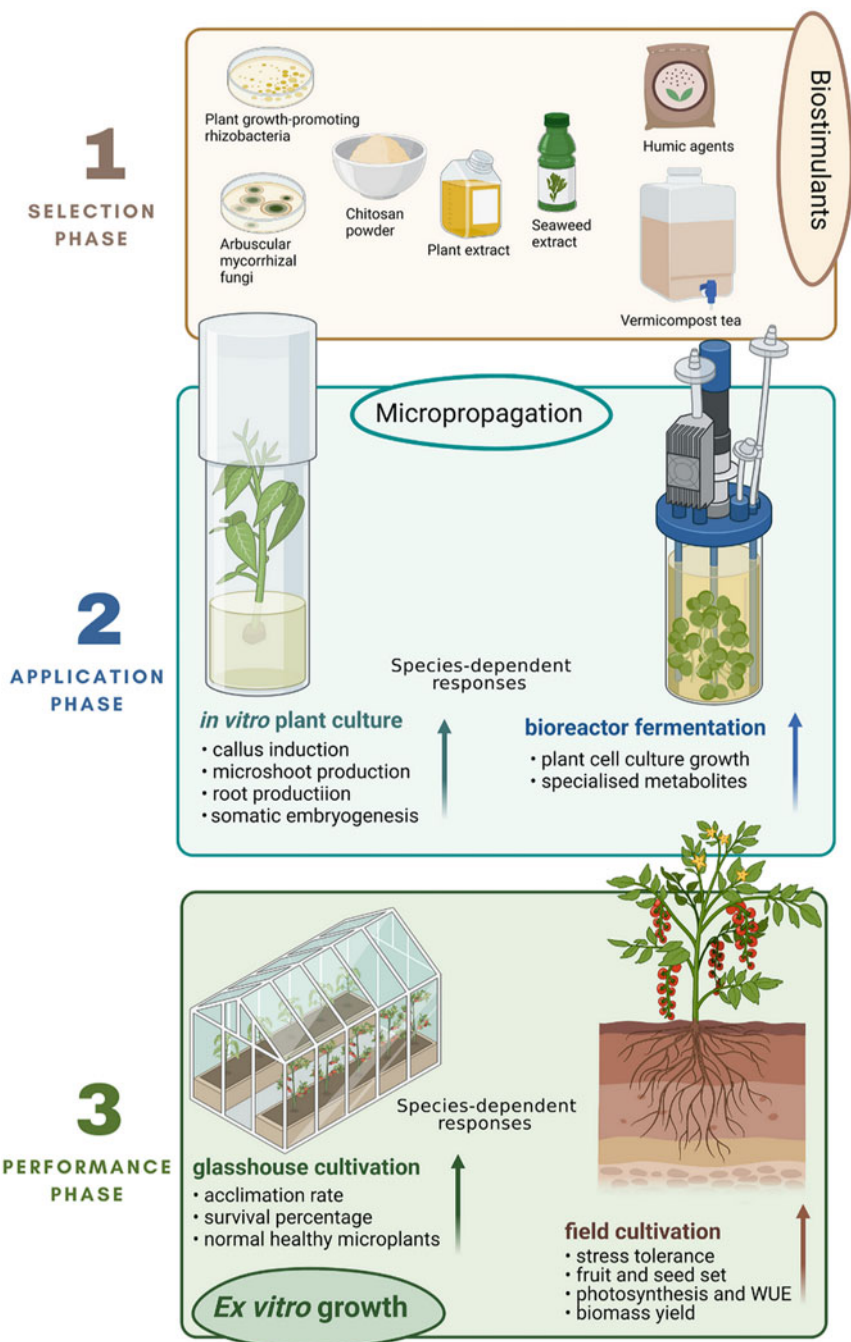 1
SELECTION
PHASE
Biostimulants
Plant growth-promoting
rhizobacteria
Arbuscular
mycorrhizal
fungi
Chitosan
powder
Plant extract
Seaweed
extract
Humic agents
Vermicompost tea
2
APPLICATION
PHASE
Micropropagation
Species-dependent
responses
in vitro plant culture
• callus induction
• microshoot production
• root productiion
• somatic embryogenesis
bioreactor fermentation
• plant cell culture growth
• specialised metabolites
3
PERFORMANCE
PHASE
Species-dependent
responses
glasshouse cultivation
• acclimation rate
• survival percentage
• normal healthy microplants
field cultivation
• stress tolerance
• fruit and seed set
• photosynthesis and WUE
• biomass yield
Ex vitro growth